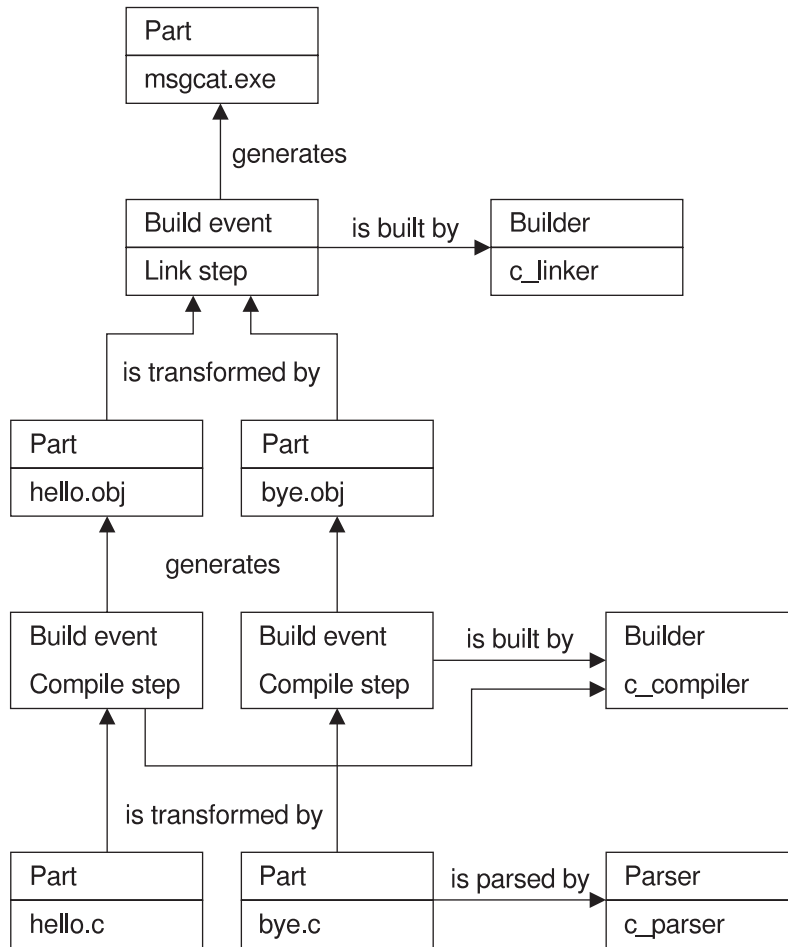 Part
msgcat.exe
generates
Build event
Link step
is built by
Builder
c_linker
is transformed by
Part
hello.obj
Part
bye.obj
generates
Build event
Compile step
Build event
Compile step
is built by
Builder
c_compiler
is transformed by
Part
hello.c
Part
bye.c
is parsed by
Parser
c_parser